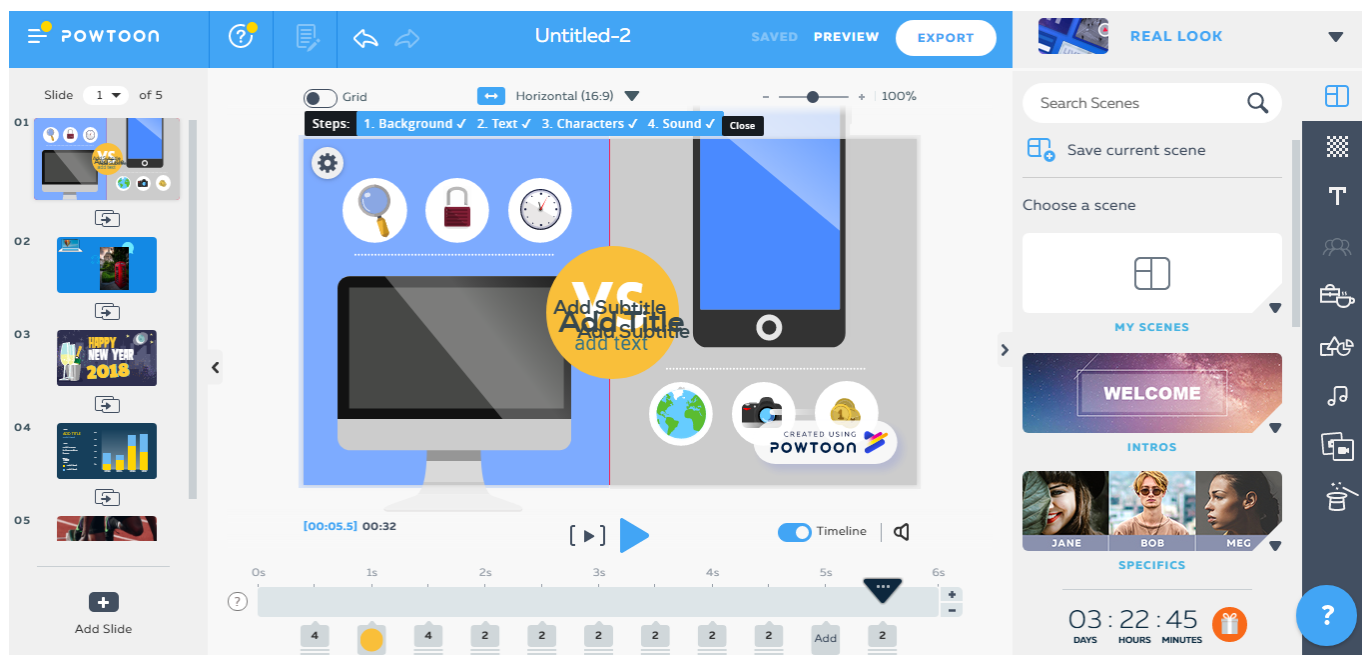 POWTOON
?
Untitled-2
SAVED PREVIEW EXPORT
REAL LOOK
Slide 1 of 5
Grid
Horizontal (16:9)
- + 100%
Steps: 1. Background ✓ 2. Text ✓ 3. Characters ✓ 4. Sound ✓ Close
01
02
03
HAPPY
NEW YEAR
2018
04
ADD TITLE
05
Add Slide
VS
Add Subtitle
Add Title
Add Subtitle
add text
1
CREATED USING
POWTOON
[00:05.5] 00:32
Timeline
0s 1s 2s 3s 4s 5s 6s
?
+
-
4 4 2 2 2 2 2 2 2 Add 2
Search Scenes
Save current scene
Choose a scene
MY SCENES
WELCOME
INTROS
JANE BOB MEG
SPECIFICS
03 : 22 : 45
DAYS HOURS MINUTES
T
?